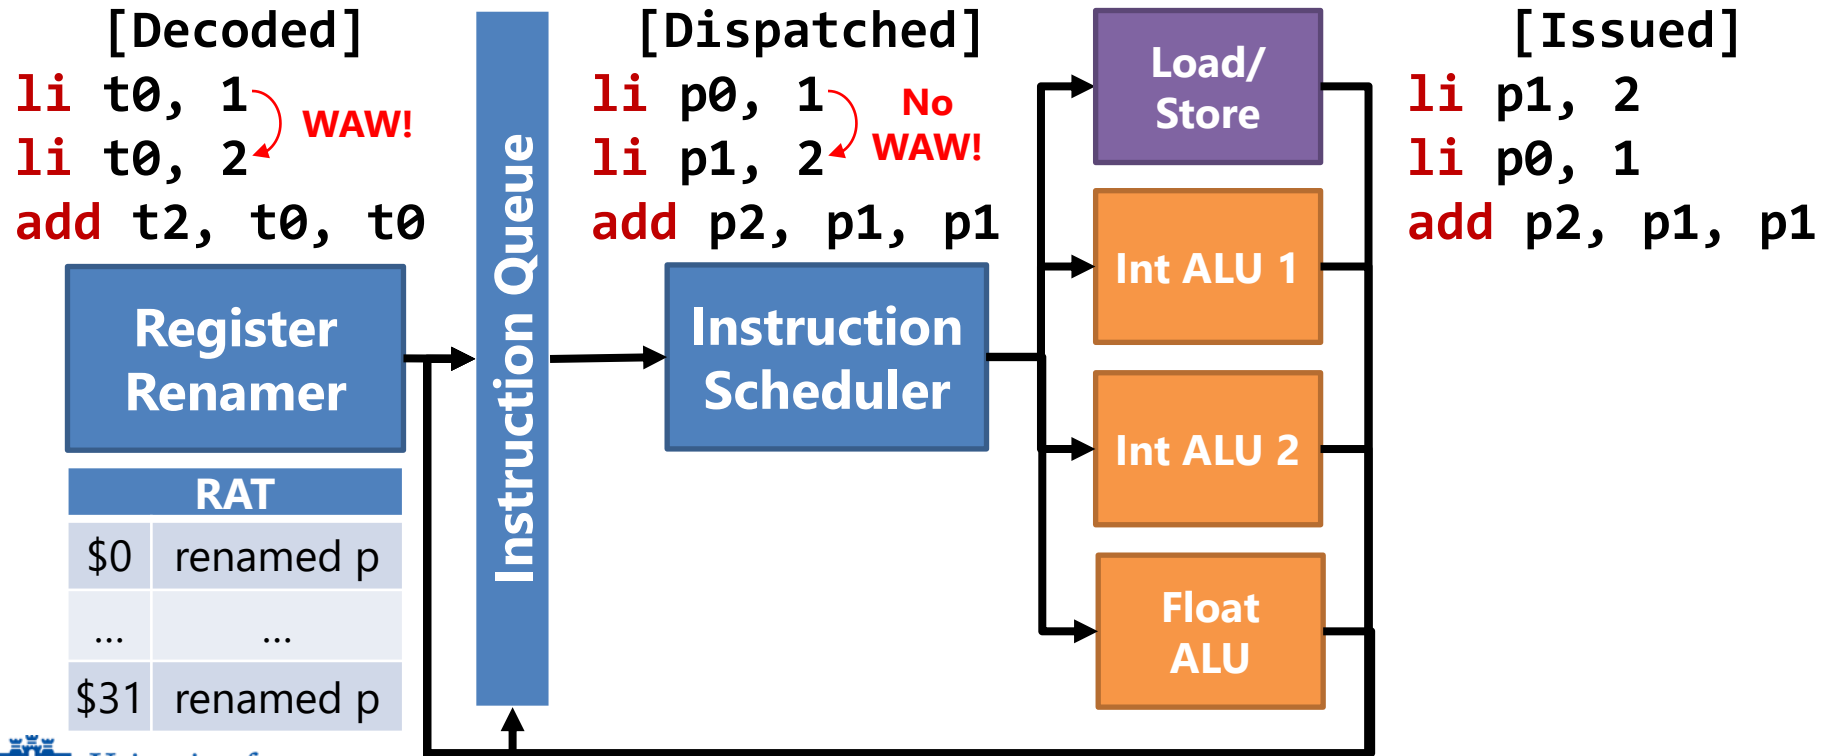 [Decoded]
li t0, 1
li t0, 2
add t2, t0, t0
WAW!
Register
Renamer
RAT
$0 renamed p
... ...
$31 renamed p
Instruction Queue
[Dispatched]
li p0, 1
li p1, 2
add p2, p1, p1
No
WAW!
Instruction
Scheduler
Load/
Store
Int ALU 1
Int ALU 2
Float
ALU
[Issued]
li p1, 2
li p0, 1
add p2, p1, p1